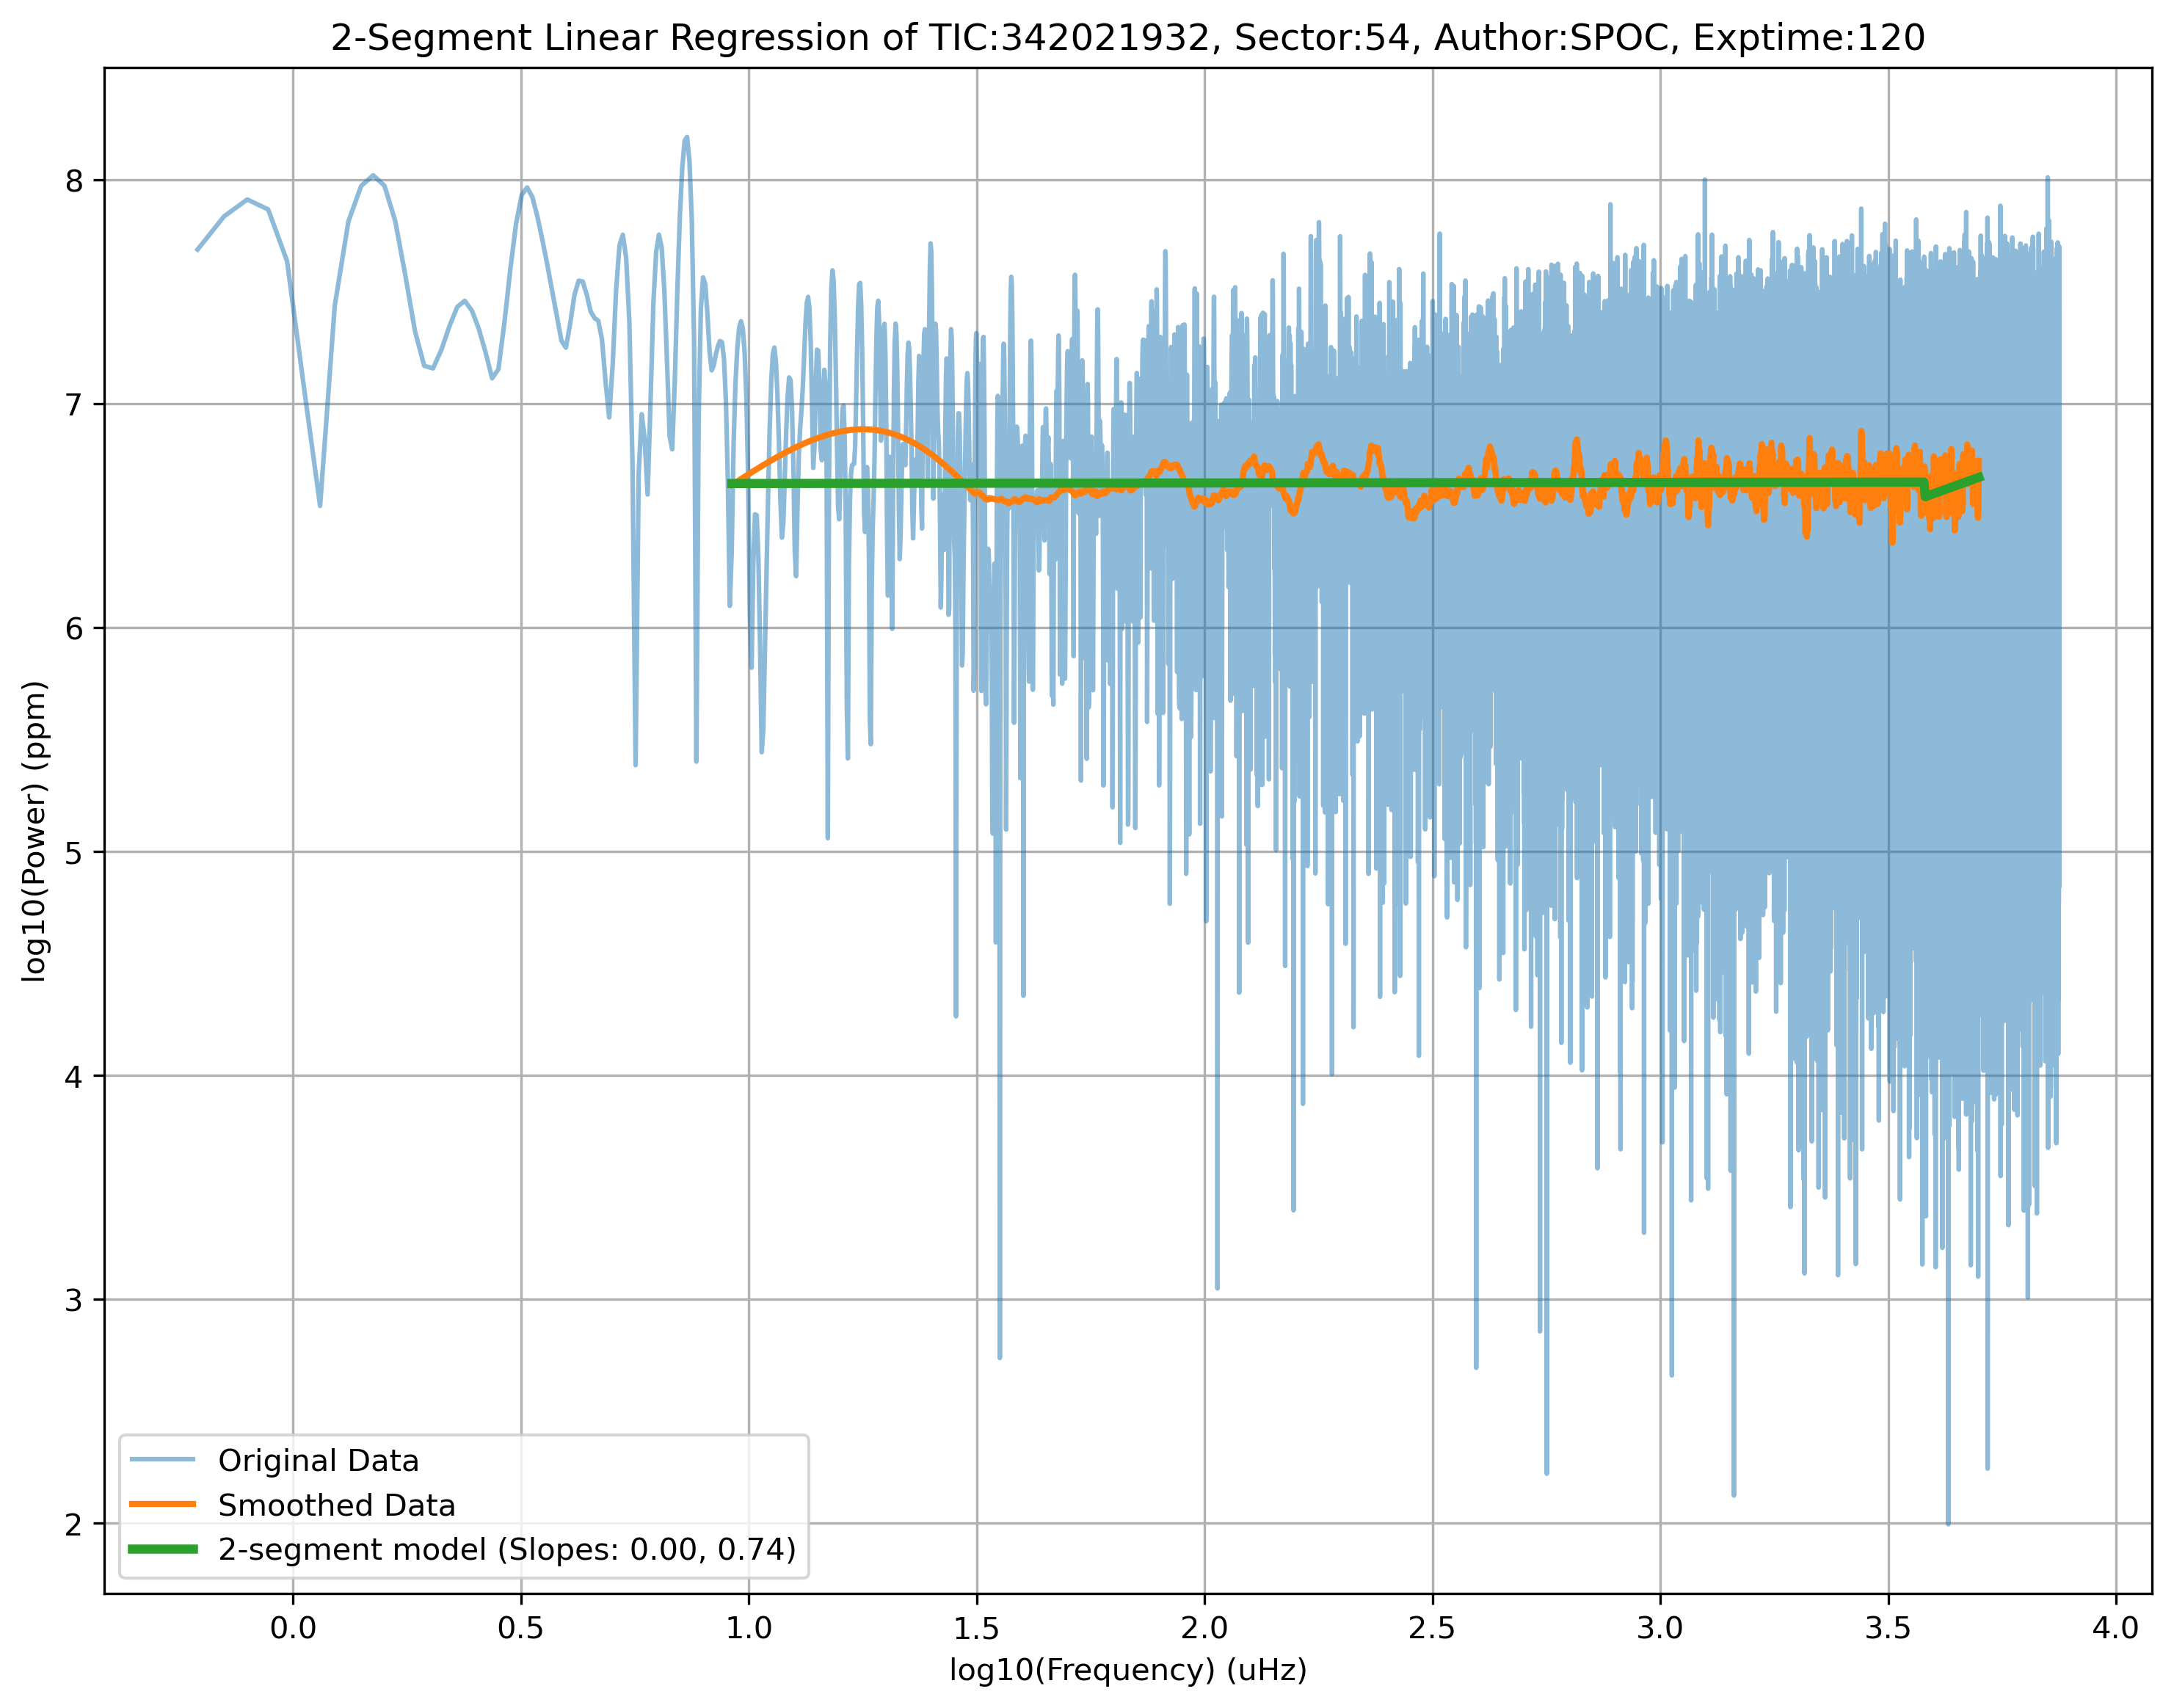 2-Segment Linear Regression of TIC:342021932, Sector:54, Author:SPOC, Exptime:120
log10(Power) (ppm)
8
7
6
5
4
3
2
Original Data
Smoothed Data
2-segment model (Slopes: 0.00, 0.74)
0.0 0.5 1.0 1.5 2.0 2.5 3.0 3.5 4.0
log10(Frequency) (uHz)